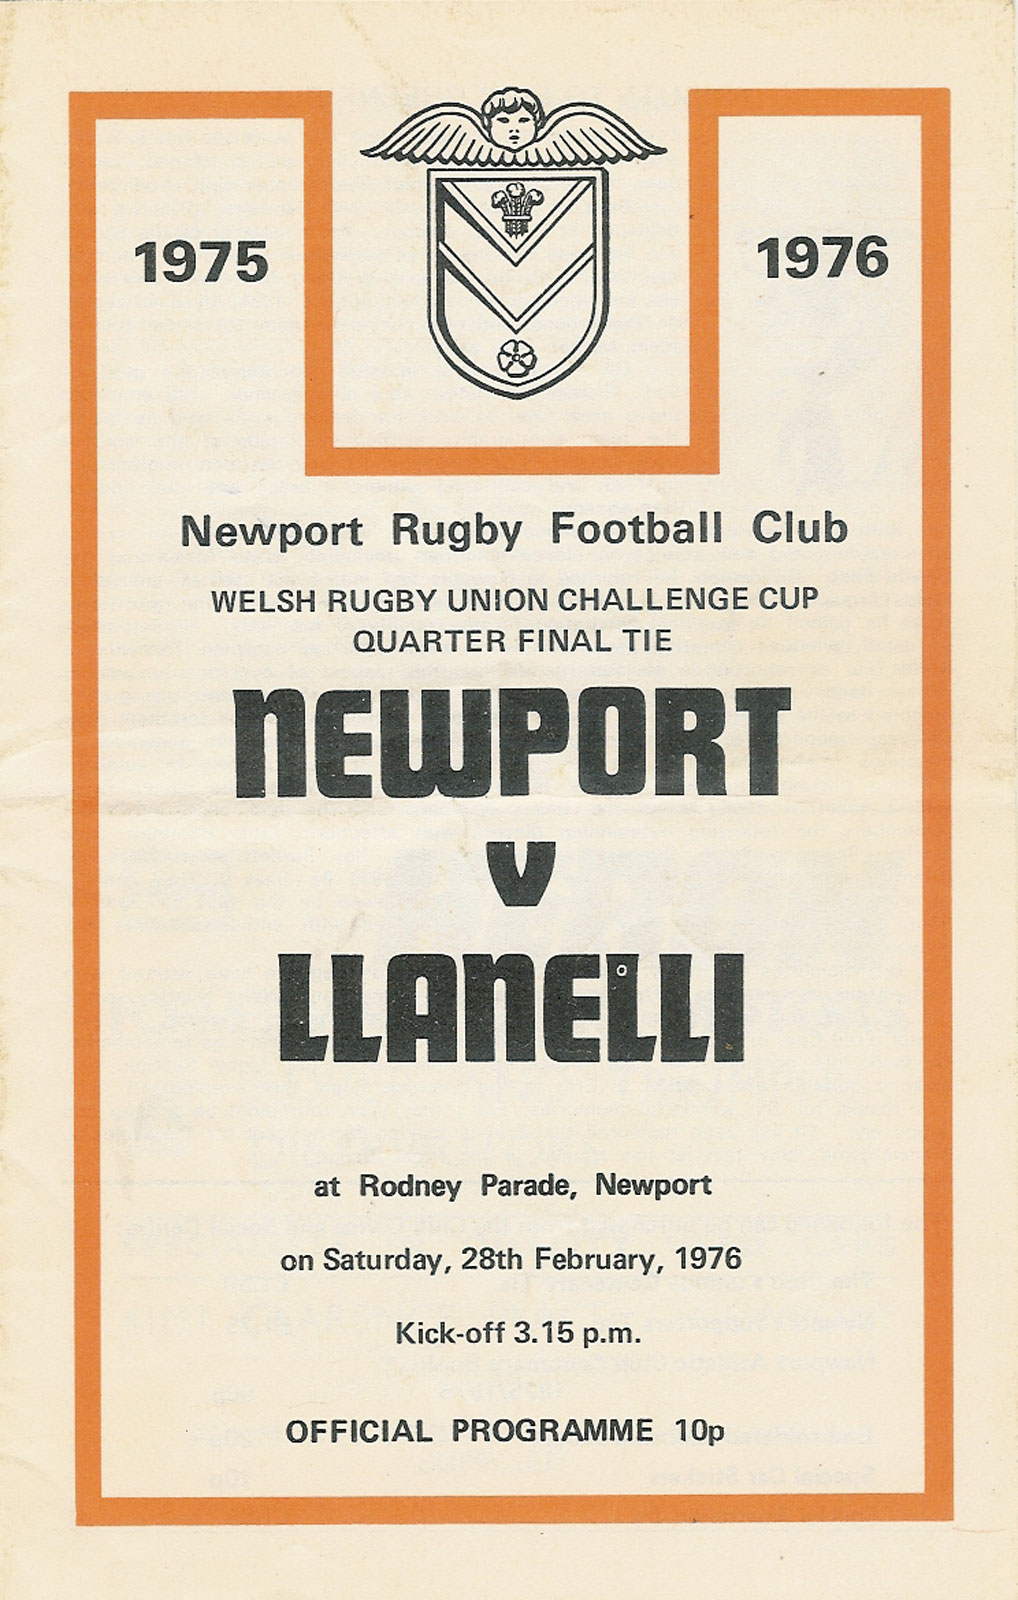 1975
1976
Newport Rugby Football Club
WELSH RUGBY UNION CHALLENGE CUP
QUARTER FINAL TIE
NEWPORT
V
LLANELLI
at Rodney Parade, Newport
on Saturday, 28th February, 1976
Kick-off 3.15 p.m.
OFFICIAL PROGRAMME 10p